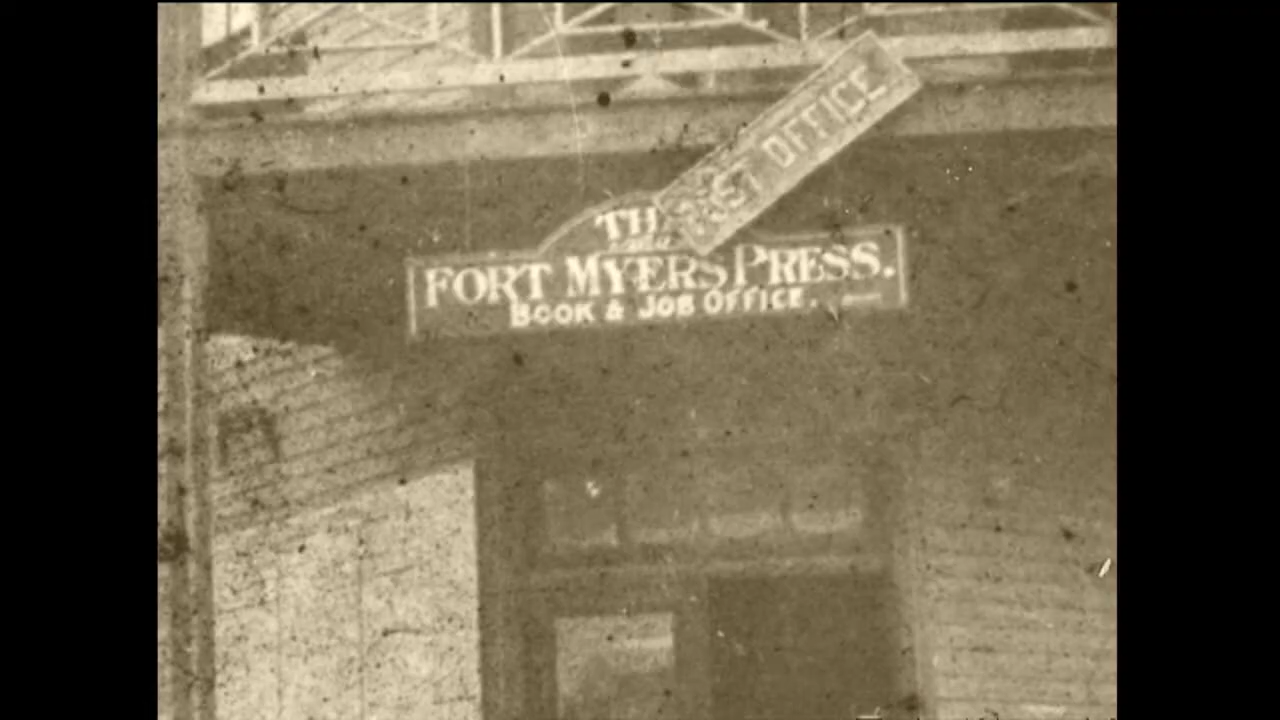 POST OFFICE
THE
FORT MYERS PRESS.
BOOK & JOB OFFICE.